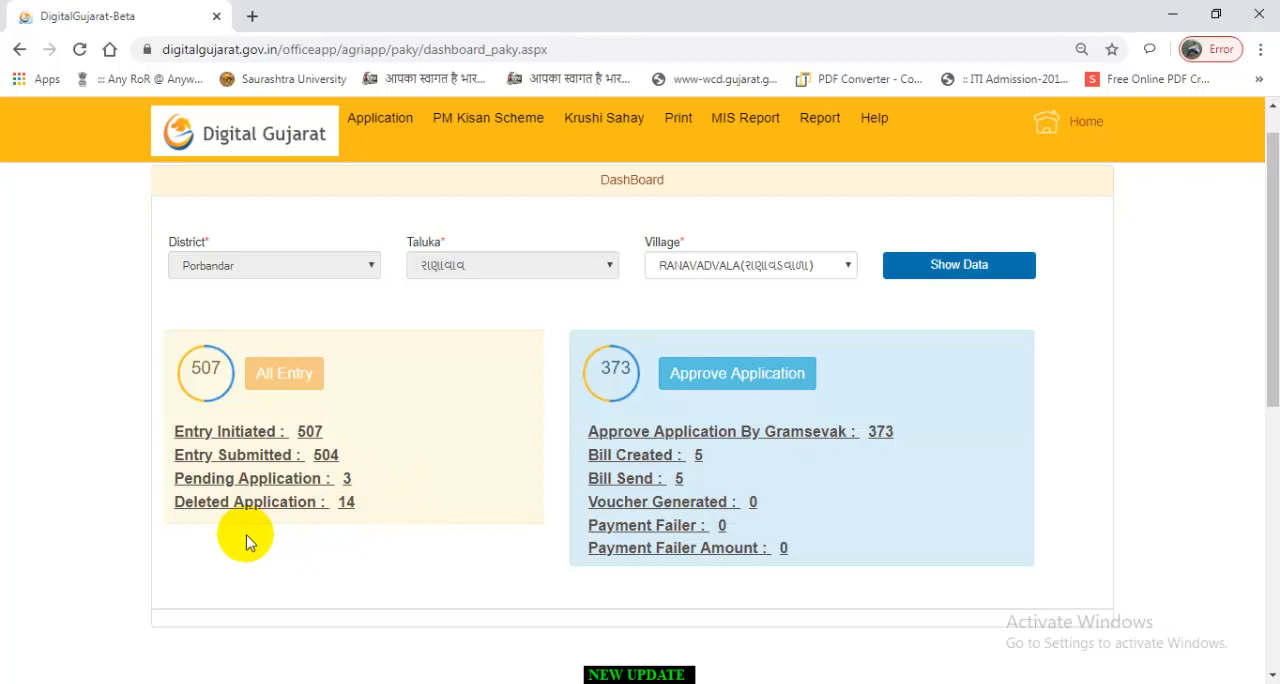 DigitalGujarat-Beta
digitalgujarat.gov.in/officeapp/agriapp/paky/dashboard_paky.aspx
Error
Apps
::: Any RoR @ Anyw...
Saurashtra University
आपका स्वागत है भार...
आपका स्वागत है भार...
www-wcd.gujarat.g...
PDF Converter - Co...
:: ITI Admission-201...
S
Free Online PDF Cr...
»
Digital Gujarat
Application PM Kisan Scheme Krushi Sahay Print MIS Report Report Help
Home
DashBoard
District* Taluka* Village*
Porbandar રાણાવાવ RANAVADVALA(રાણાવડવાળા) Show Data
507 All Entry
Entry Initiated : 507
Entry Submitted : 504
Pending Application : 3
Deleted Application : 14
373 Approve Application
Approve Application By Gramsevak : 373
Bill Created : 5
Bill Send : 5
Voucher Generated : 0
Payment Failer : 0
Payment Failer Amount : 0
Activate Windows
Go to Settings to activate Windows.
NEW UPDATE